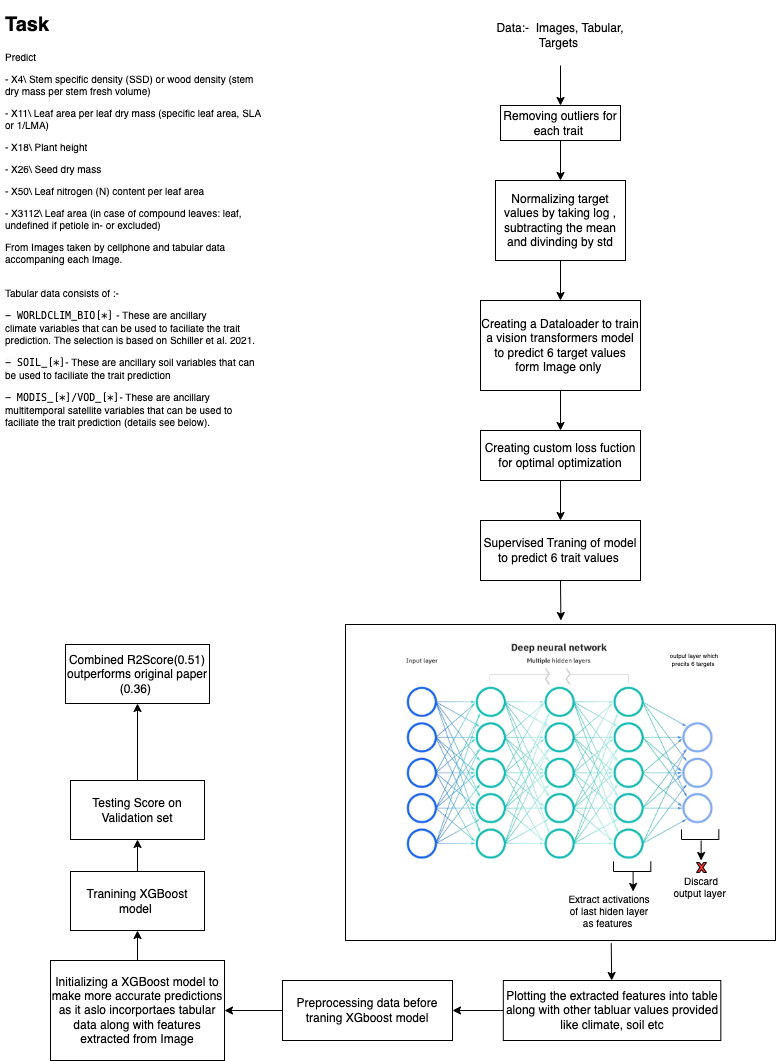 Task
Predict
- X4\ Stem specific density (SSD) or wood density (stem
dry mass per stem fresh volume)
- X11\ Leaf area per leaf dry mass (specific leaf area, SLA
or 1/LMA)
- X18\ Plant height
- X26\ Seed dry mass
- X50\ Leaf nitrogen (N) content per leaf area
- X3112\ Leaf area (in case of compound leaves: leaf,
undefined if petiole in- or excluded)
From Images taken by cellphone and tabular data
accompaning each Image.
Tabular data consists of :-
– WORLDCLIM_BIO[*] - These are ancillary
climate variables that can be used to faciliate the trait
prediction. The selection is based on Schiller et al. 2021.
– SOIL_[*]- These are ancillary soil variables that can
be used to faciliate the trait prediction
– MODIS_[*]/VOD_[*]- These are ancillary
multitemporal satellite variables that can be used to
faciliate the trait prediction (details see below).
Data:- Images, Tabular,
Targets
Removing outliers for
each trait
Normalizing target
values by taking log ,
subtracting the mean
and divinding by std
Creating a Dataloader to train
a vision transformers model
to predict 6 target values
form Image only
Creating custom loss fuction
for optimal optimization
Supervised Traning of model
to predict 6 trait values
Deep neural network
Input layer
Multiple hidden layers
output layer which
precits 6 targets
Extract activations
of last hiden layer
as features
X
Discard
output layer
Plotting the extracted features into table
along with other tabluar values provided
like climate, soil etc
Preprocessing data before
traning XGboost model
Initializing a XGBoost model to
make more accurate predictions
as it aslo incorportaes tabular
data along with features
extracted from Image
Tranining XGBoost
model
Testing Score on
Validation set
Combined R2Score(0.51)
outperforms original paper
(0.36)